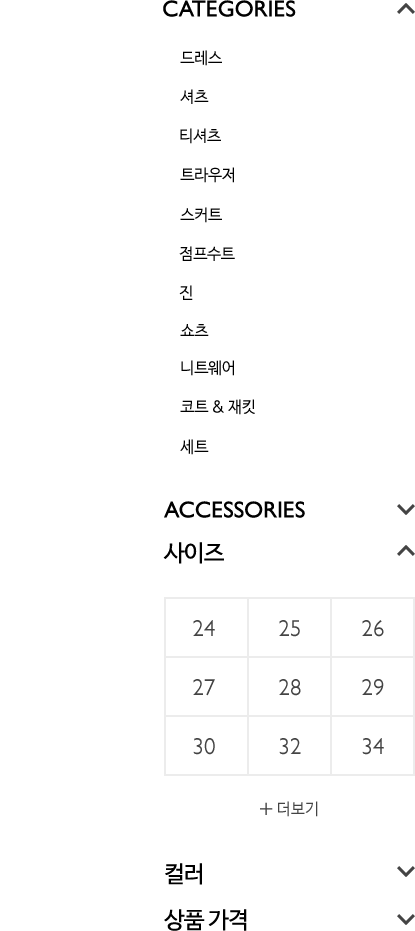 CATEGORIES
드레스
셔츠
티셔츠
트라우저
스커트
점프수트
진
쇼츠
니트웨어
코트 & 재킷
세트
ACCESSORIES
사이즈
24 25 26
27 28 29
30 32 34
+ 더보기
컬러
상품 가격